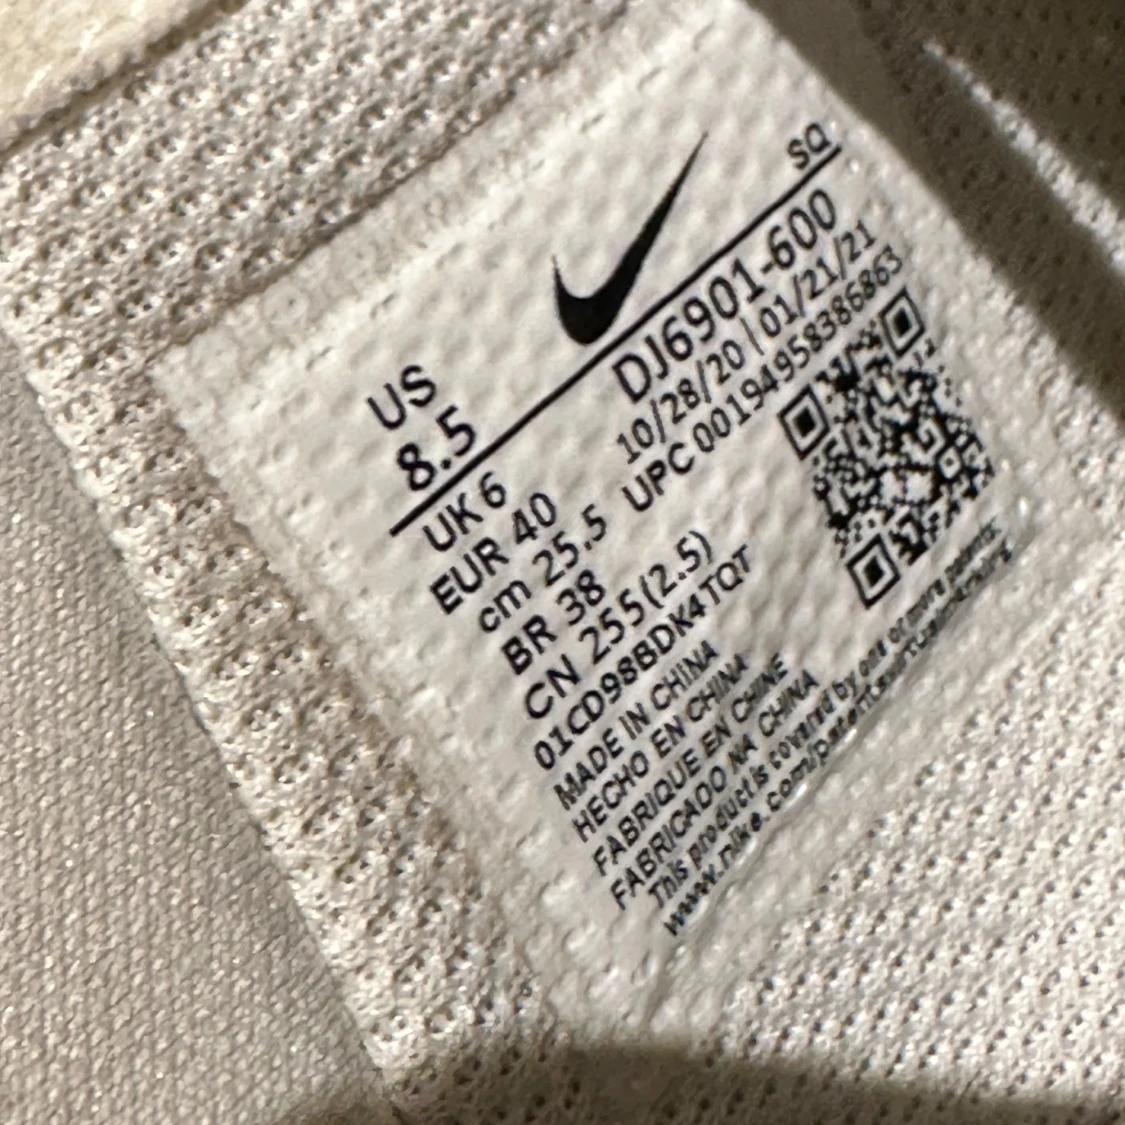 SQ
US
8.5
DJ6901-600
UK 6
10/28/20 | 01/21/21
EUR 40
UPC 00194958386863
cm 25.5
BR 38
CN 255(2.5)
01CD98BDK4TQT
MADE IN CHINA
HECHO EN CHINA
FABRIQUE EN CHINE
FABRICADO NA CHINA
This product is covered by one or more patents:
www.nike.com/patents